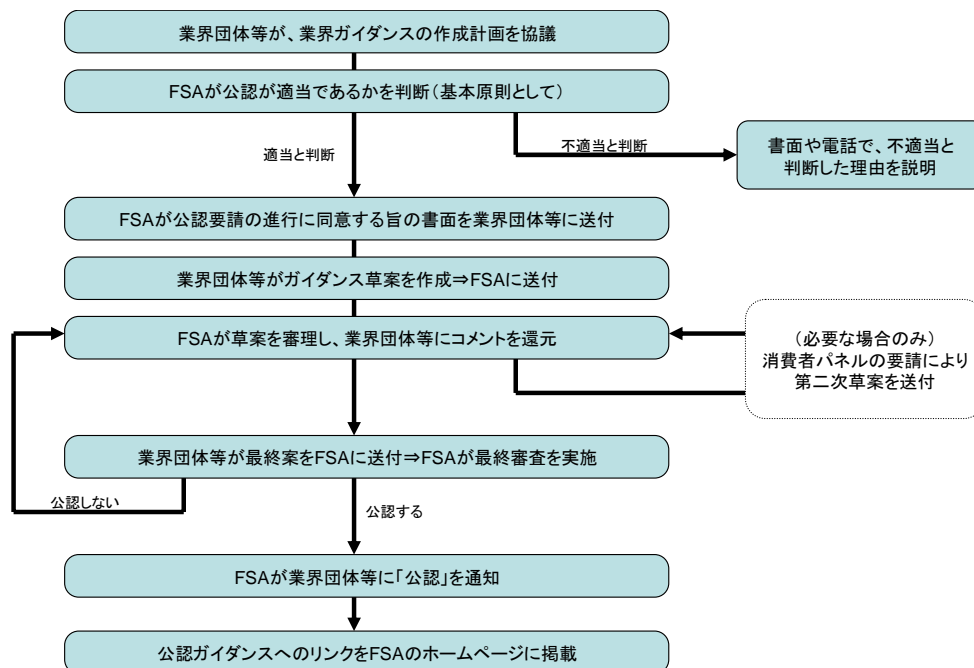 業界団体等が、業界ガイダンスの作成計画を協議
FSAが公認が適当であるかを判断(基本原則として)
適当と判断
不適当と判断
書面や電話で、不適当と
判断した理由を説明
FSAが公認要請の進行に同意する旨の書面を業界団体等に送付
業界団体等がガイダンス草案を作成⇒FSAに送付
FSAが草案を審理し、業界団体等にコメントを還元
(必要な場合のみ)
消費者パネルの要請により
第二次草案を送付
業界団体等が最終案をFSAに送付⇒FSAが最終審査を実施
公認しない
公認する
FSAが業界団体等に「公認」を通知
公認ガイダンスへのリンクをFSAのホームページに掲載